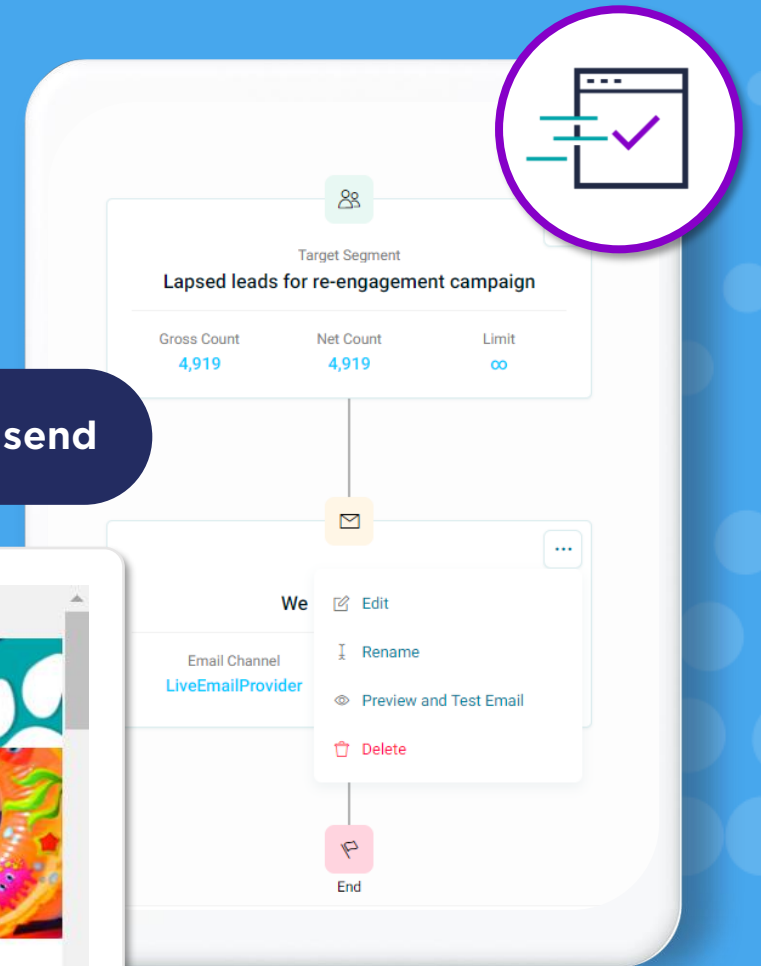 Target Segment
Lapsed leads for re-engagement campaign
Gross Count Net Count Limit
4,919 4,919 ∞
send
We
Edit
Rename
Preview and Test Email
Delete
Email Channel
LiveEmailProvider
End